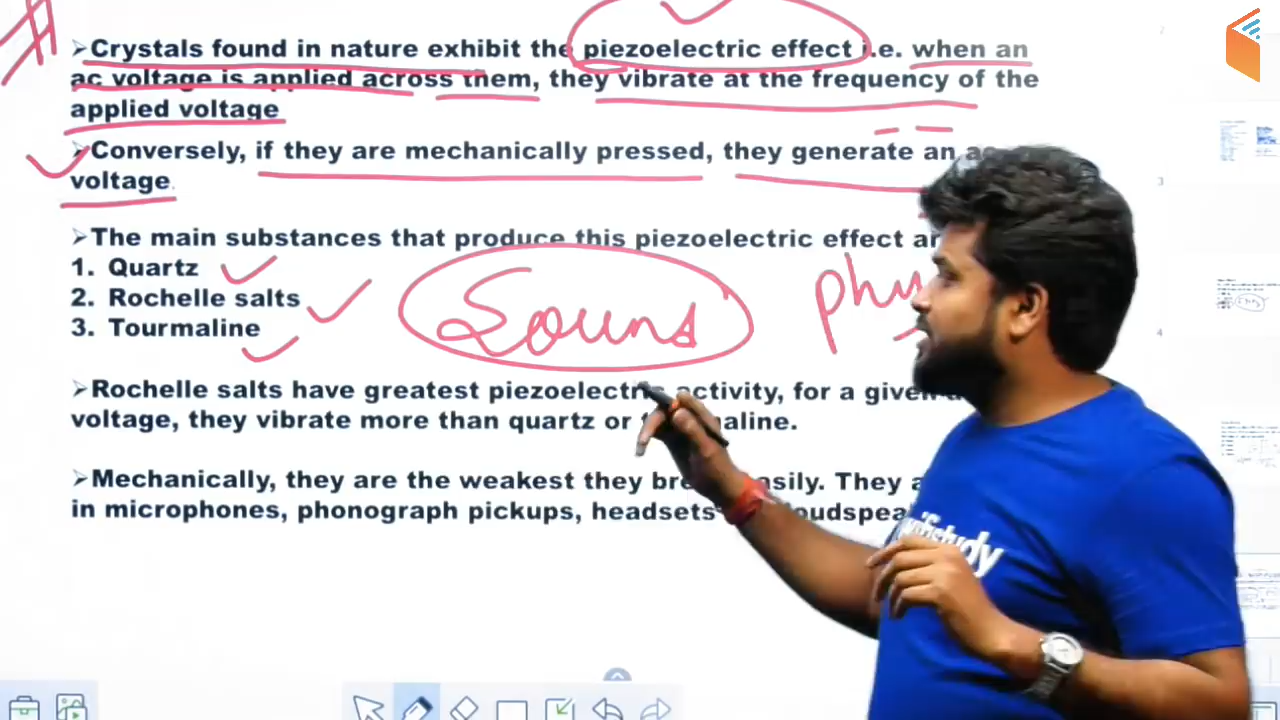 ➢Crystals found in nature exhibit the piezoelectric effect i.e. when an
ac voltage is applied across them, they vibrate at the frequency of the
applied voltage
➢Conversely, if they are mechanically pressed, they generate an
voltage.
➢The main substances that produce this piezoelectric effect
1. Quartz
2. Rochelle salts
3. Tourmaline
Sound
➢Rochelle salts have greatest piezoelectric activity, for a given
voltage, they vibrate more than quartz or
➢Mechanically, they are the weakest they They
in microphones, phonograph pickups, headsets